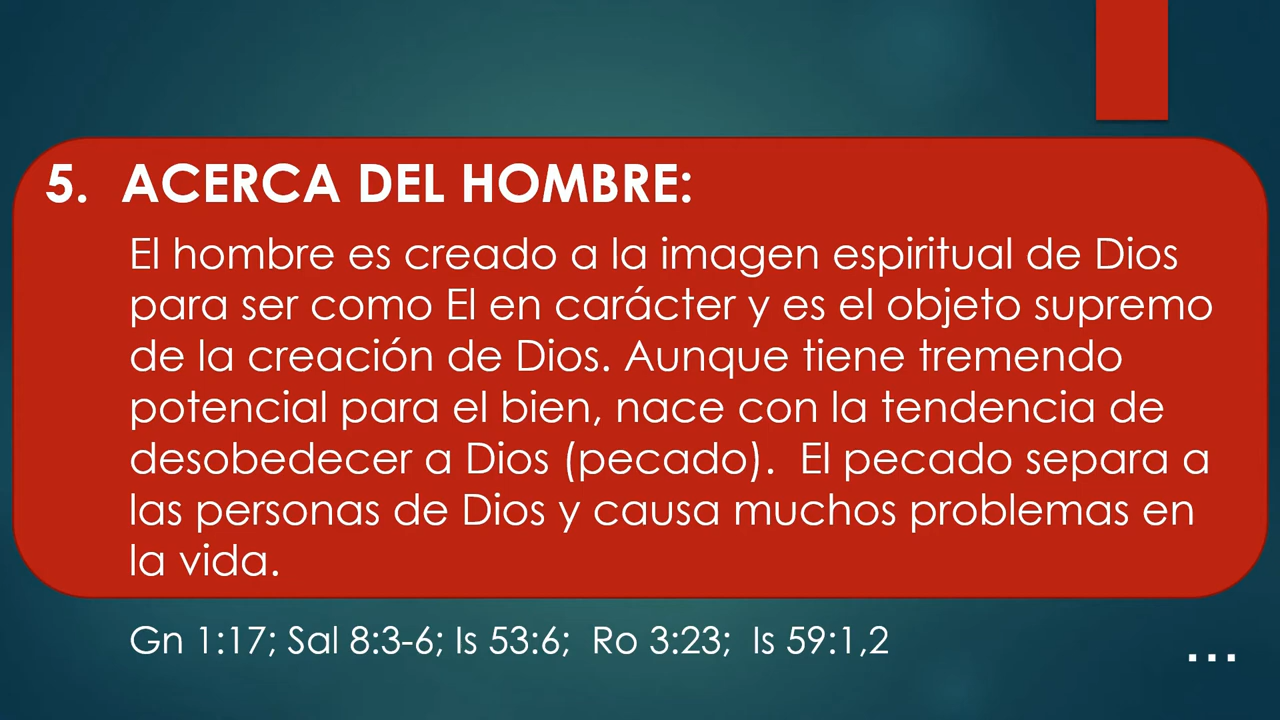 5. ACERCA DEL HOMBRE:
El hombre es creado a la imagen espiritual de Dios
para ser como El en carácter y es el objeto supremo
de la creación de Dios. Aunque tiene tremendo
potencial para el bien, nace con la tendencia de
desobedecer a Dios (pecado). El pecado separa a
las personas de Dios y causa muchos problemas en
la vida.
Gn 1:17; Sal 8:3-6; Is 53:6; Ro 3:23; Is 59:1,2
...